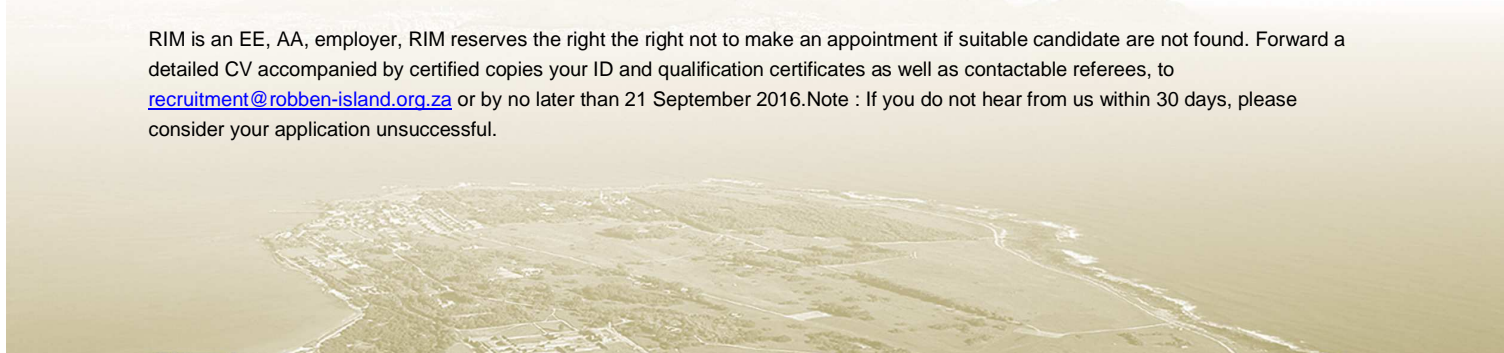 RIM is an EE, AA, employer, RIM reserves the right the right not to make an appointment if suitable candidate are not found. Forward a
detailed CV accompanied by certified copies your ID and qualification certificates as well as contactable referees, to
recruitment@robben-island.org.za or by no later than 21 September 2016.Note : If you do not hear from us within 30 days, please
consider your application unsuccessful.